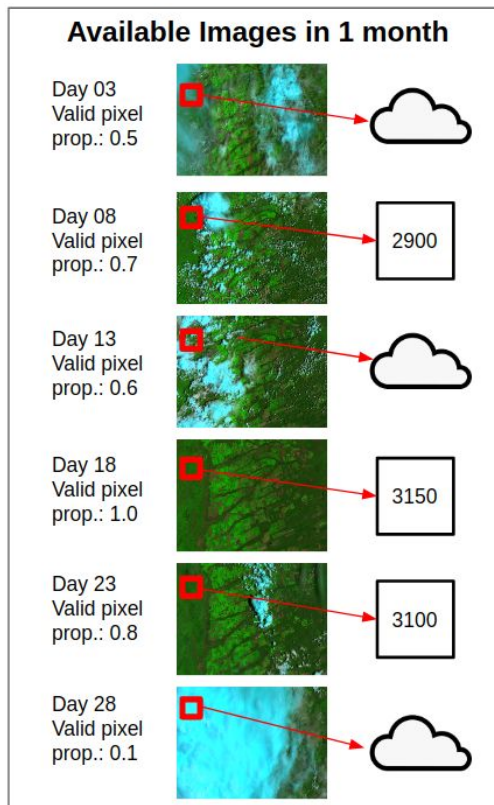 Available Images in 1 month
Day 03
Valid pixel
prop.: 0.5
Day 08
Valid pixel
prop.: 0.7
2900
Day 13
Valid pixel
prop.: 0.6
Day 18
Valid pixel
prop.: 1.0
3150
Day 23
Valid pixel
prop.: 0.8
3100
Day 28
Valid pixel
prop.: 0.1